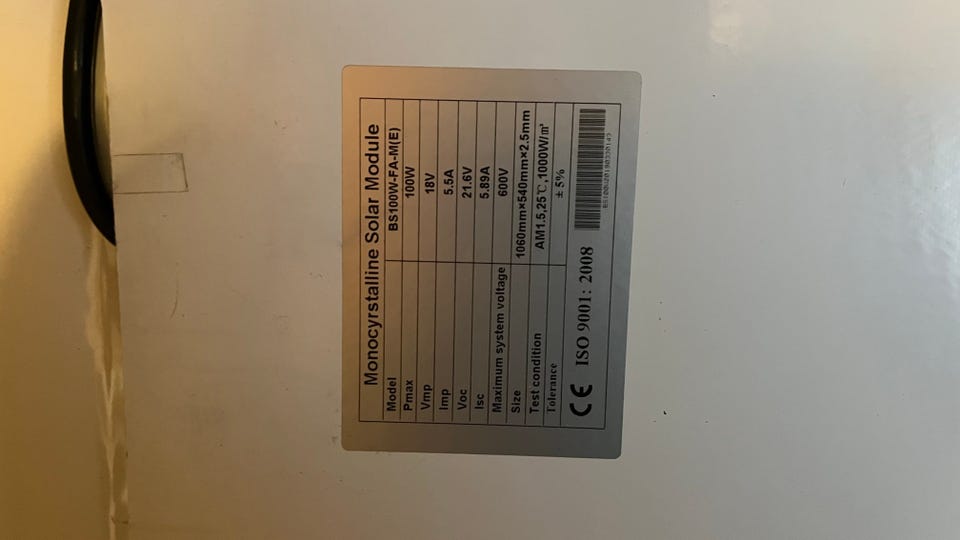 Monocyrstalline Solar Module
Model BS100W-FA-M(E)
Pmax 100W
Vmp 18V
Imp 5.5A
Voc 21.6V
Isc 5.89A
Maximum system voltage 600V
Size 1060mm×540mm×2.5mm
Test condition AM1.5,25℃,1000W/㎡
Tolerance ±5%
CE ISO 9001: 2008